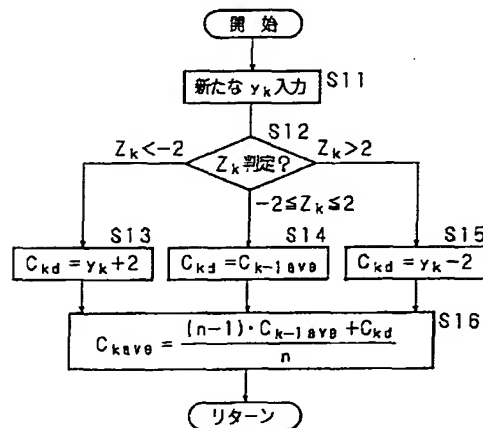 開 始
新たな yk入力
S11
S12
Zk<-2
Zk判定?
Zk>2
-2≦Zk≦2
S13
S14
S15
Ckd=yk+2
Ckd=Ck-1ave
Ckd=yk-2
S16
Ckave=(n-1)・Ck-1ave+Ckd
n
リターン